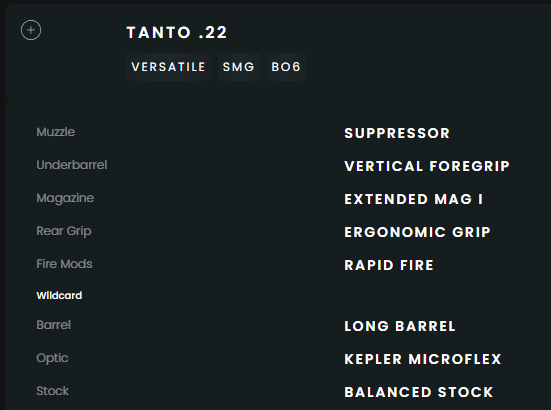 TANTO .22
VERSATILE SMG BO6
Muzzle SUPPRESSOR
Underbarrel VERTICAL FOREGRIP
Magazine EXTENDED MAG I
Rear Grip ERGONOMIC GRIP
Fire Mods RAPID FIRE
Wildcard
Barrel LONG BARREL
Optic KEPLER MICROFLEX
Stock BALANCED STOCK